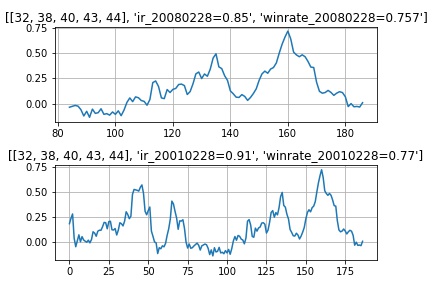 [[32, 38, 40, 43, 44], 'ir_20080228=0.85', 'winrate_20080228=0.757']
0.75
0.50
0.25
0.00
80 100 120 140 160 180
[[32, 38, 40, 43, 44], 'ir_20010228=0.91', 'winrate_20010228=0.77']
0.75
0.50
0.25
0.00
0 25 50 75 100 125 150 175